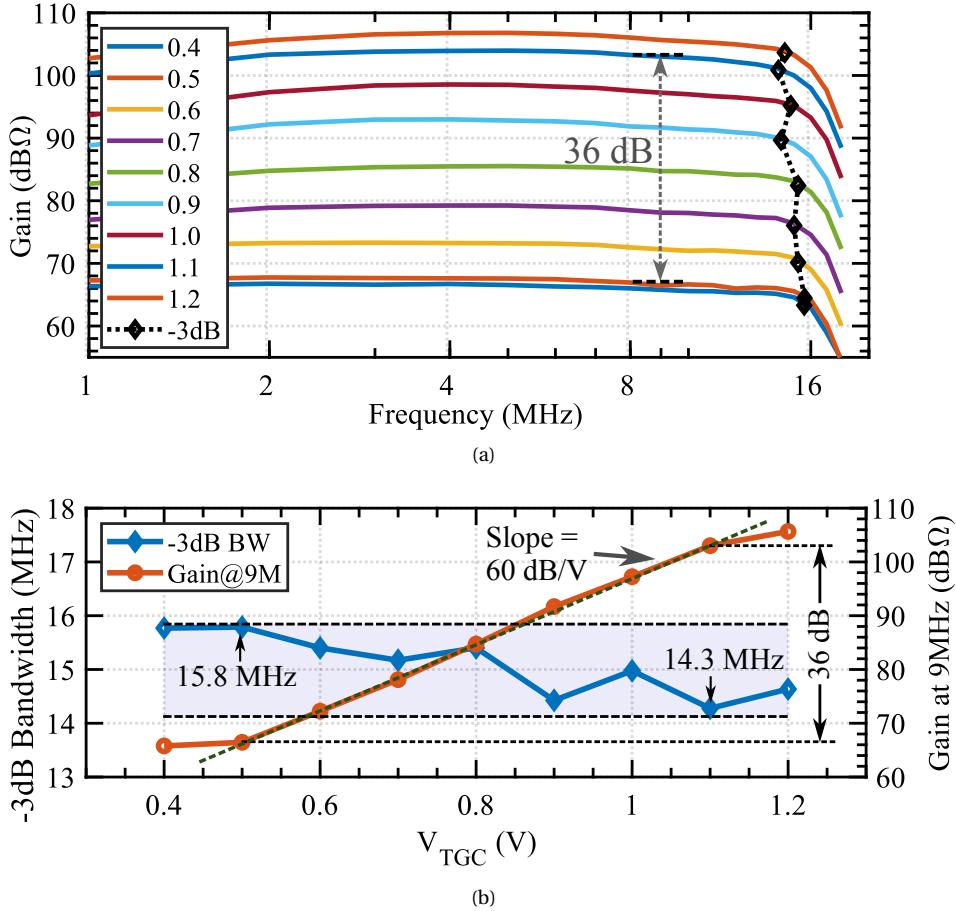 110
100
90
80
70
60
Gain (dBΩ)
0.4
0.5
0.6
0.7
0.8
0.9
1.0
1.1
1.2
-3dB
36 dB
1 2 4 8 16
Frequency (MHz)
(a)
18
17
16
15
14
13
-3dB Bandwidth (MHz)
-3dB BW
Gain@9M
Slope =
60 dB/V
15.8 MHz
14.3 MHz
36 dB
110
100
90
80
70
60
Gain at 9MHz (dBΩ)
0.4 0.6 0.8 1 1.2
VTGC (V)
(b)